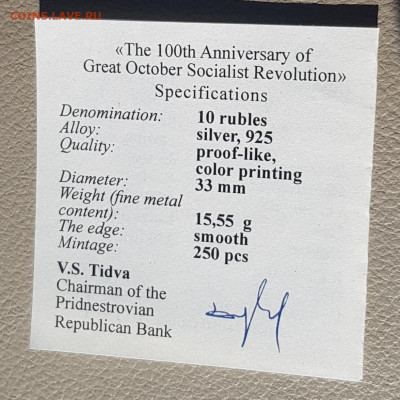 COINS.LAVE.RU
«The 100th Anniversary of
Great October Socialist Revolution»
Specifications
Denomination: 10 rubles
Alloy: silver, 925
Quality: proof-like,
color printing
Diameter: 33 mm
Weight (fine metal
content): 15,55 g
The edge: smooth
Mintage: 250 pcs
V.S. Tidva
Chairman of the
Pridnestrovian
Republican Bank